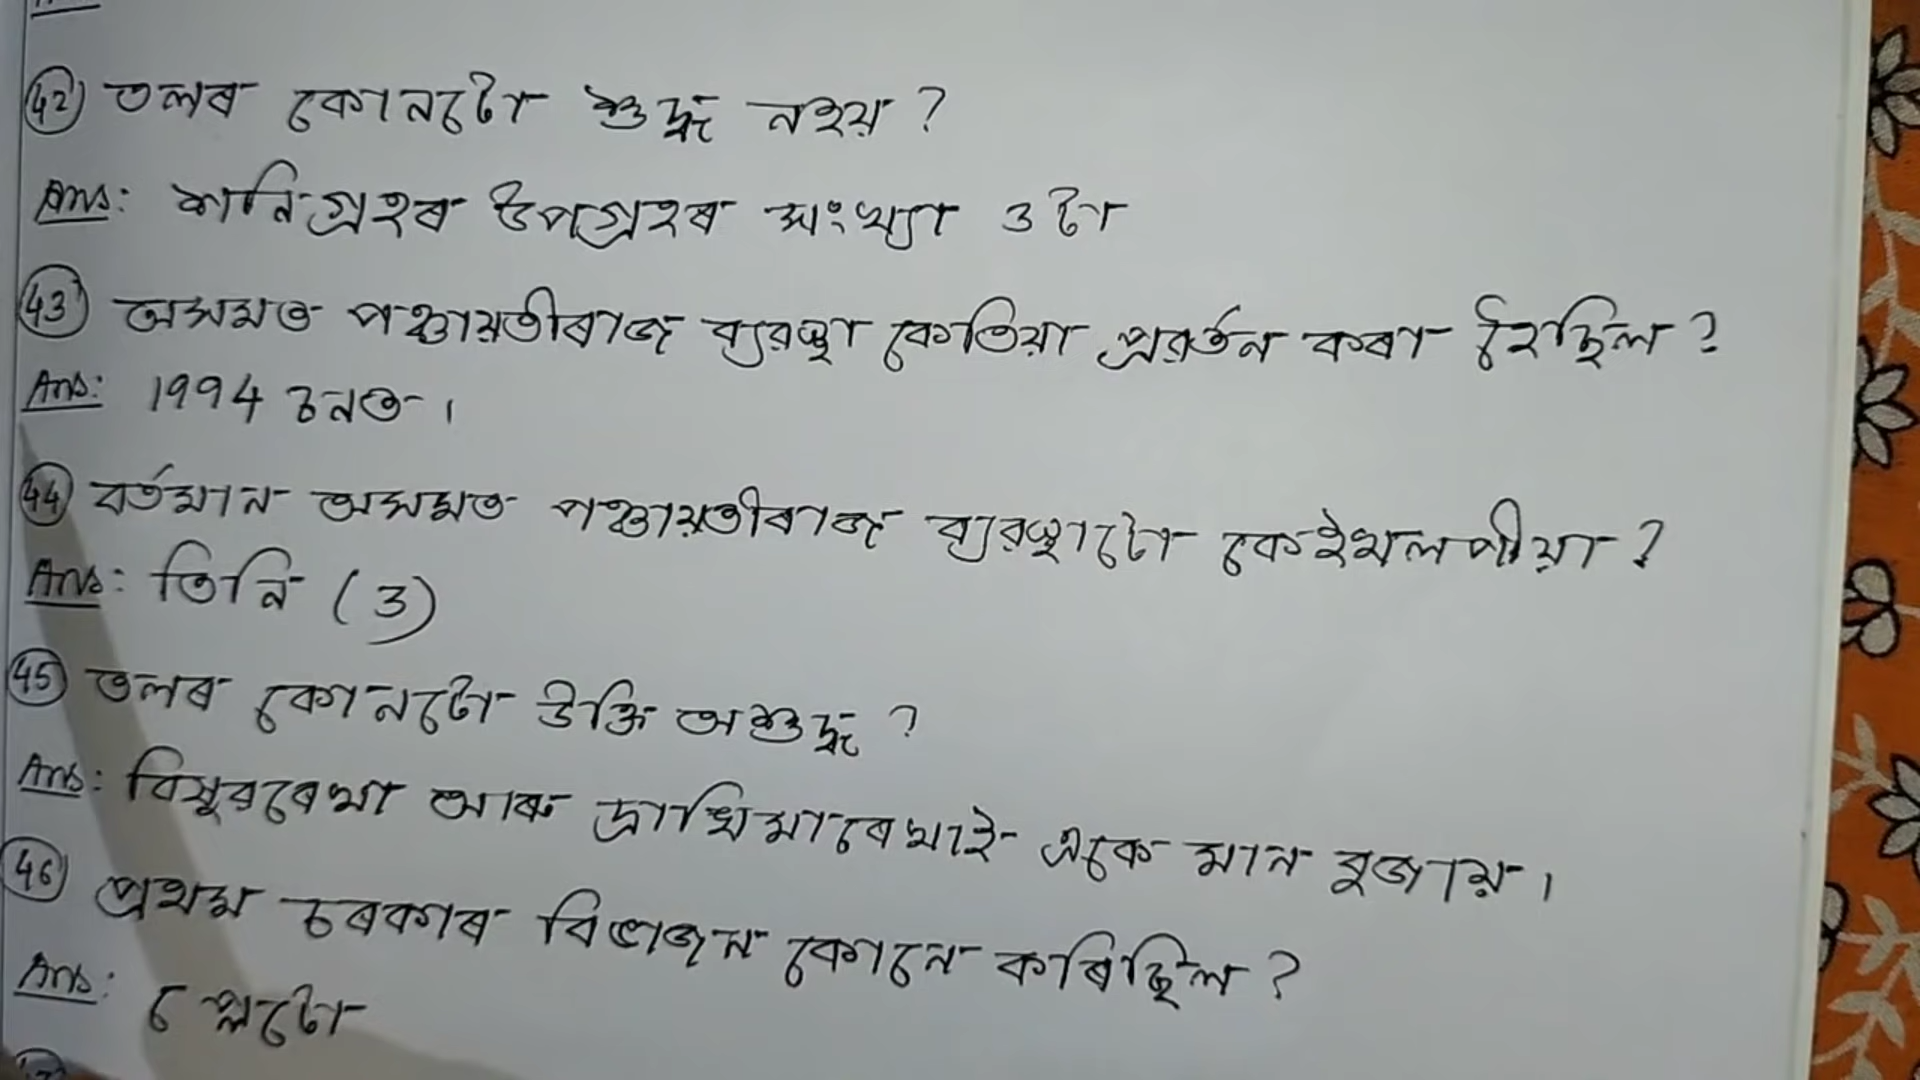 42) তলৰ কোনটো শুদ্ধ নহয় ?
Ans: শনিগ্ৰহৰ উপগ্ৰহৰ সংখ্যা 3 টা
43) অসমত পঞ্চায়তীৰাজ ব্যৱস্থা কেতিয়া প্ৰৱৰ্তন কৰা হৈছিল ?
Ans: 1994 চনত ।
44) বৰ্তমান অসমত পঞ্চায়তীৰাজ ব্যৱস্থাটো কেইখলপীয়া ?
Ans: তিনি (3)
45) তলৰ কোনটো উক্তি অশুদ্ধ ?
Ans: বিষুৱৰেখা আৰু দ্ৰাঘিমাৰেখাই একে মান বুজায় ।
46) প্ৰথম চৰকাৰ বিভাজন কোনে কৰিছিল ?
Ans: প্লেটো